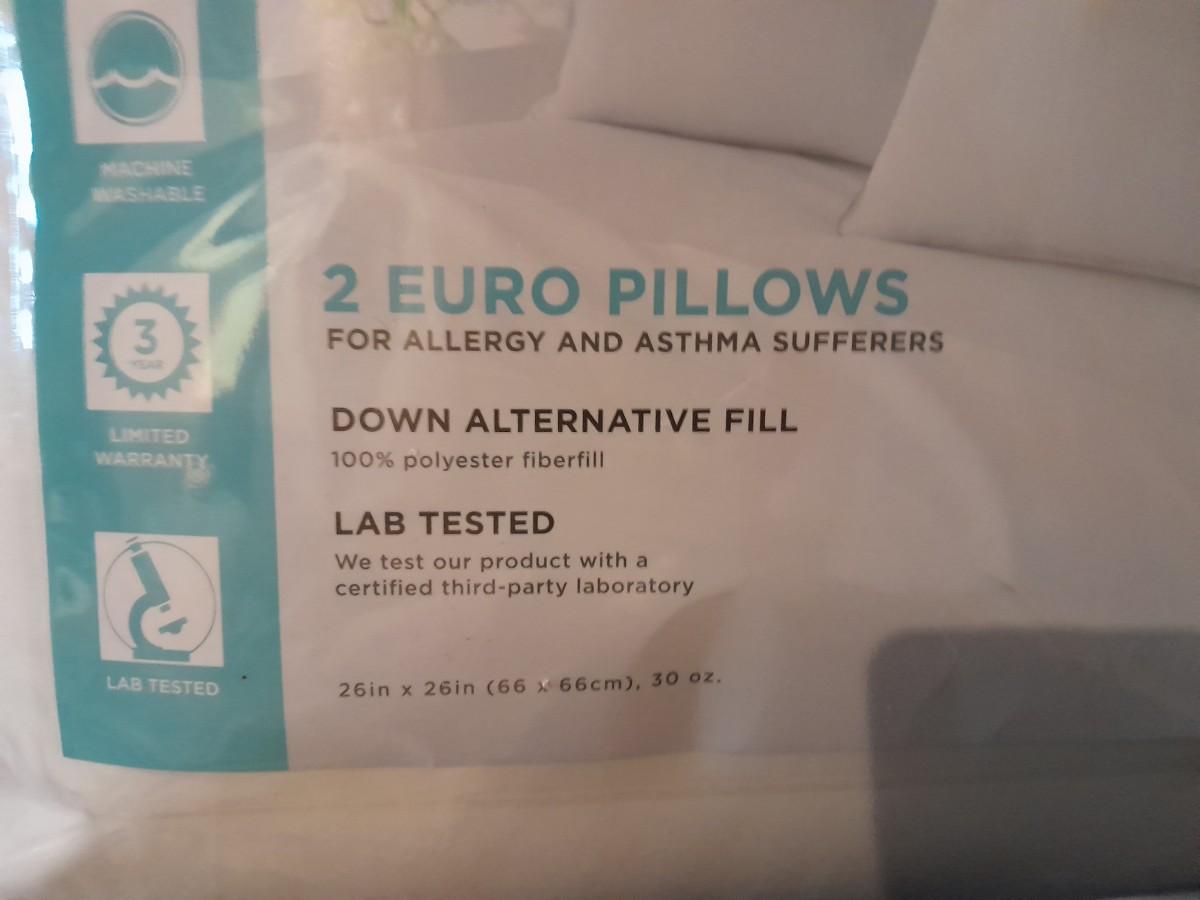 MACHINE
WASHABLE
3
YEAR
LIMITED
WARRANTY
LAB TESTED
2 EURO PILLOWS
FOR ALLERGY AND ASTHMA SUFFERERS
DOWN ALTERNATIVE FILL
100% polyester fiberfill
LAB TESTED
We test our product with a
certified third-party laboratory
26in x 26in (66 x 66cm), 30 oz.